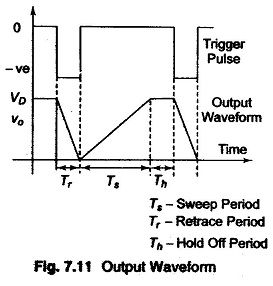 0
Trigger
Pulse
-ve
V_D
v_o
Output
Waveform
Time
T_r
T_s
T_h
T_s – Sweep Period
T_r – Retrace Period
T_h – Hold Off Period
Fig. 7.11 Output Waveform